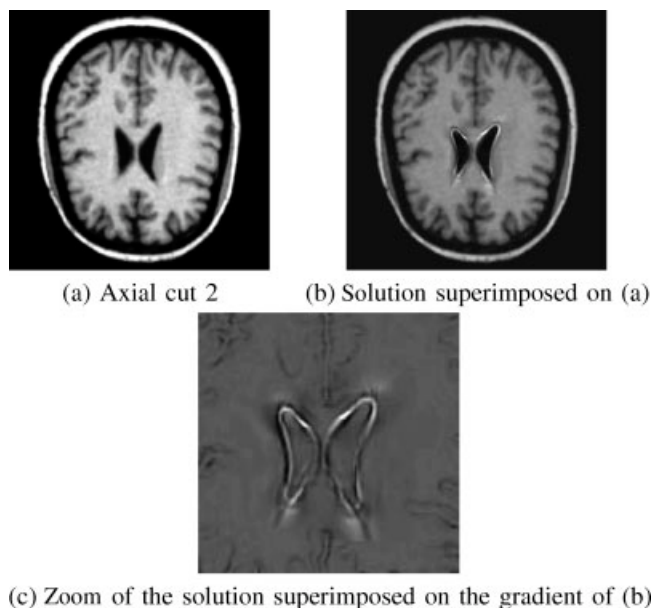 (a) Axial cut 2
(b) Solution superimposed on (a)
(c) Zoom of the solution superimposed on the gradient of (b)